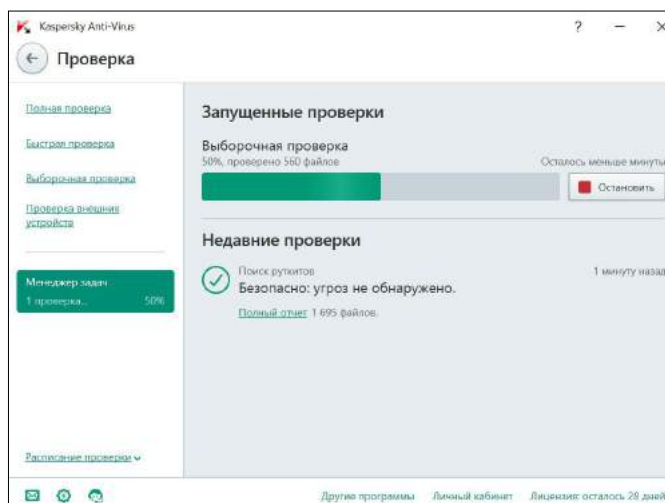 Kaspersky Anti-Virus
?
Проверка
Полная проверка
Быстрая проверка
Выборочная проверка
Проверка внешних
устройств
Менеджер задач
1 проверка... 50%
Расписание проверки
Запущенные проверки
Выборочная проверка
50%, проверено 560 файлов
Осталось меньше минуты
Остановить
Недавние проверки
Поиск руткитов
1 минуту назад
Безопасно: угроз не обнаружено.
Полный отчет 1 695 файлов.
Другие программы Личный кабинет Лицензия: осталось 28 дней